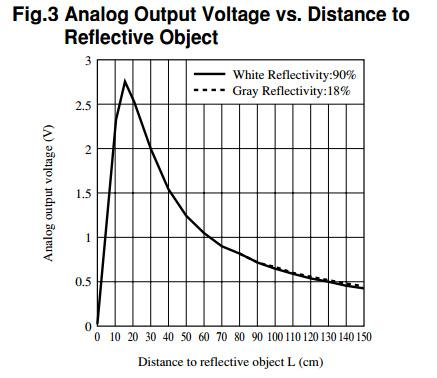 Fig.3 Analog Output Voltage vs. Distance to
Reflective Object
3
White Reflectivity:90%
Gray Reflectivity:18%
2.5
2
1.5
1
0.5
0
Analog output voltage (V)
0 10 20 30 40 50 60 70 80 90 100 110 120 130 140 150
Distance to reflective object L (cm)